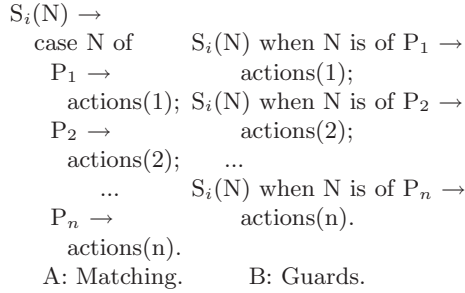 Sᵢ(N) →
case N of
P₁ →
actions(1);
P₂ →
actions(2);
...
Pₙ →
actions(n).
A: Matching.
Sᵢ(N) when N is of P₁ →
actions(1);
Sᵢ(N) when N is of P₂ →
actions(2);
...
Sᵢ(N) when N is of Pₙ →
actions(n).
B: Guards.